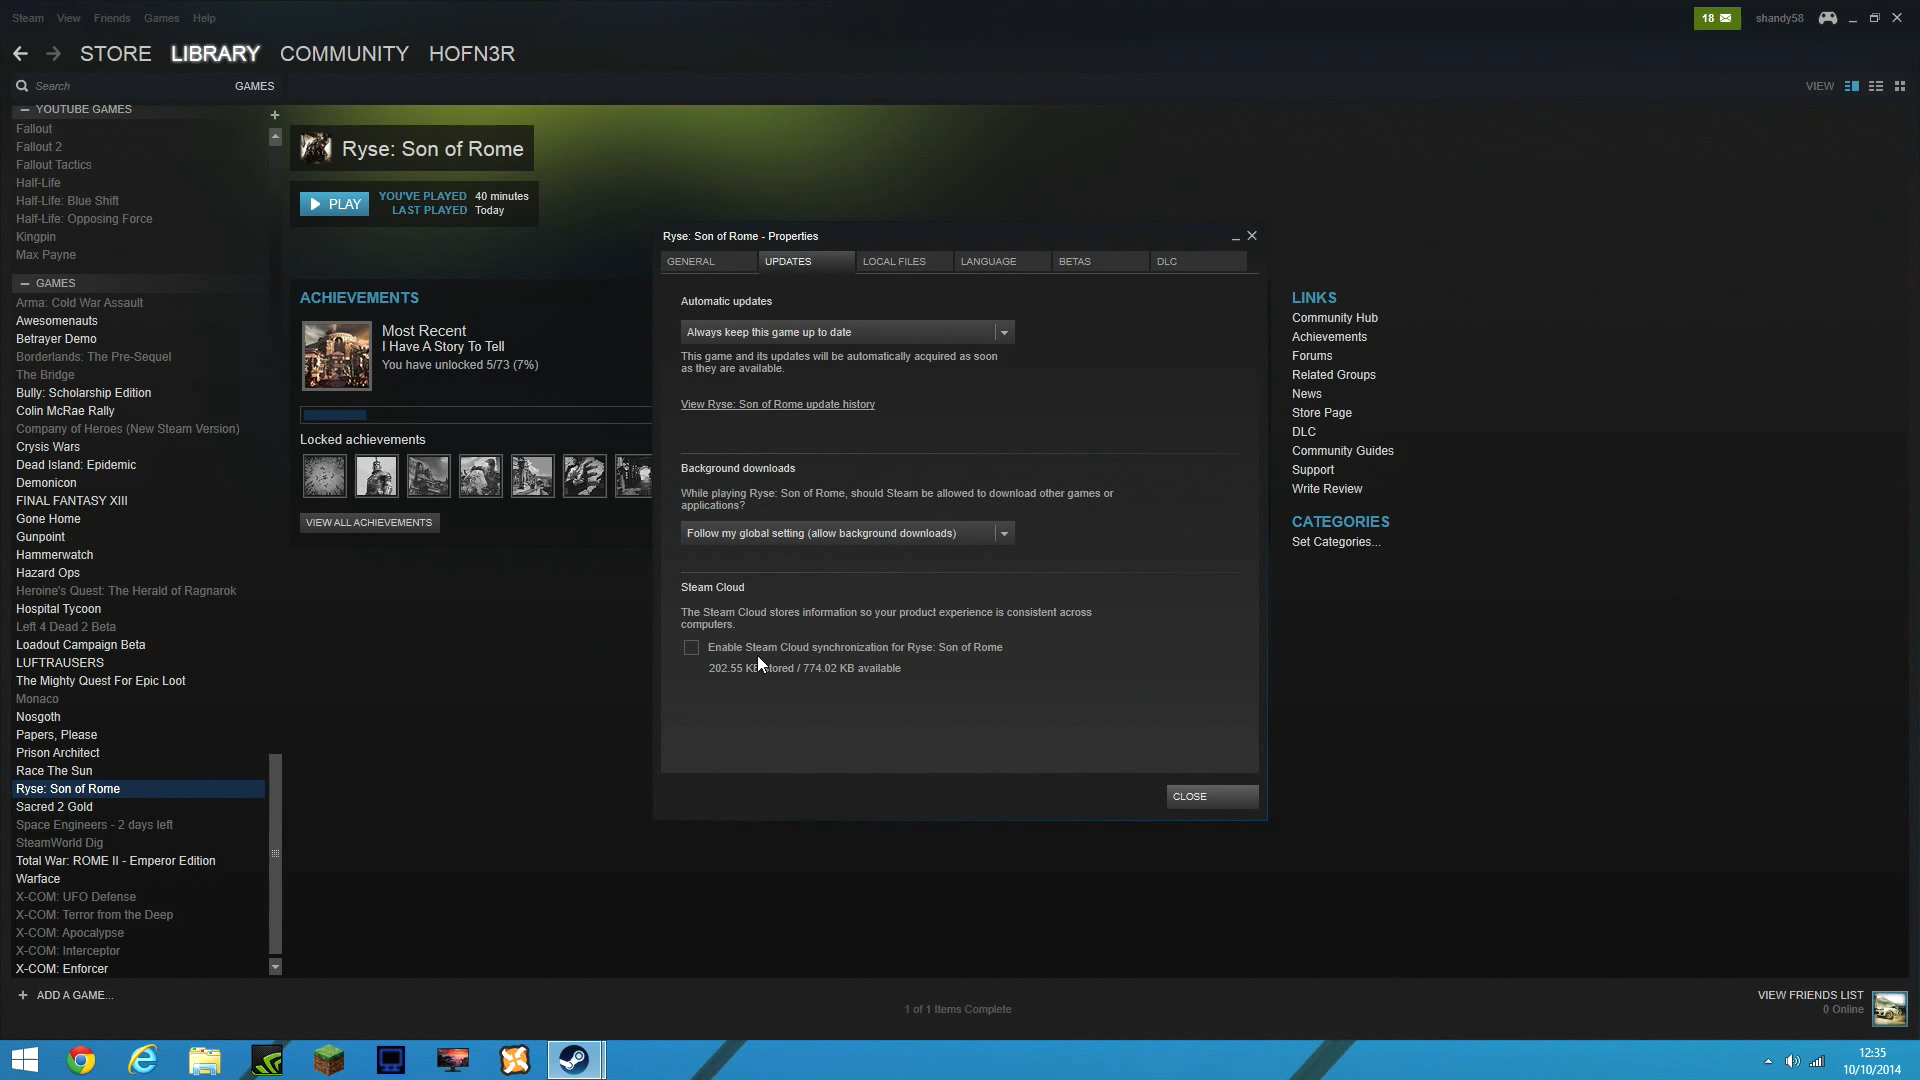 Steam View Friends Games Help
18
shandy58
STORE LIBRARY COMMUNITY HOFN3R
Search
GAMES
VIEW
YOUTUBE GAMES
Fallout
Fallout 2
Fallout Tactics
Half-Life
Half-Life: Blue Shift
Half-Life: Opposing Force
Kingpin
Max Payne
GAMES
Arma: Cold War Assault
Awesomenauts
Betrayer Demo
Borderlands: The Pre-Sequel
The Bridge
Bully: Scholarship Edition
Colin McRae Rally
Company of Heroes (New Steam Version)
Crysis Wars
Dead Island: Epidemic
Demonicon
FINAL FANTASY XIII
Gone Home
Gunpoint
Hammerwatch
Hazard Ops
Heroine's Quest: The Herald of Ragnarok
Hospital Tycoon
Left 4 Dead 2 Beta
Loadout Campaign Beta
LUFTRAUSERS
The Mighty Quest For Epic Loot
Monaco
Nosgoth
Papers, Please
Prison Architect
Race The Sun
Ryse: Son of Rome
Sacred 2 Gold
Space Engineers - 2 days left
SteamWorld Dig
Total War: ROME II - Emperor Edition
Warface
X-COM: UFO Defense
X-COM: Terror from the Deep
X-COM: Apocalypse
X-COM: Interceptor
X-COM: Enforcer
ADD A GAME...
Ryse: Son of Rome
PLAY
YOU'VE PLAYED 40 minutes
LAST PLAYED Today
ACHIEVEMENTS
Most Recent
I Have A Story To Tell
You have unlocked 5/73 (7%)
Locked achievements
VIEW ALL ACHIEVEMENTS
Ryse: Son of Rome - Properties
GENERAL UPDATES LOCAL FILES LANGUAGE BETAS DLC
Automatic updates
Always keep this game up to date
This game and its updates will be automatically acquired as soon
as they are available.
View Ryse: Son of Rome update history
Background downloads
While playing Ryse: Son of Rome, should Steam be allowed to download other games or
applications?
Follow my global setting (allow background downloads)
Steam Cloud
The Steam Cloud stores information so your product experience is consistent across
computers.
Enable Steam Cloud synchronization for Ryse: Son of Rome
202.55 KB stored / 774.02 KB available
CLOSE
LINKS
Community Hub
Achievements
Forums
Related Groups
News
Store Page
DLC
Community Guides
Support
Write Review
CATEGORIES
Set Categories...
1 of 1 Items Complete
VIEW FRIENDS LIST
0 Online
12:35
10/10/2014